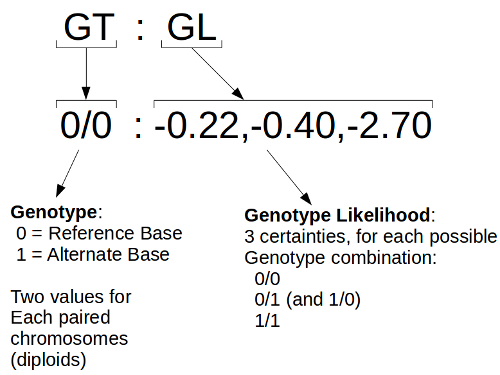 GT : GL
0/0 : -0.22,-0.40,-2.70
Genotype:
0 = Reference Base
1 = Alternate Base
Two values for
Each paired
chromosomes
(diploids)
Genotype Likelihood:
3 certainties, for each possible
Genotype combination:
0/0
0/1 (and 1/0)
1/1